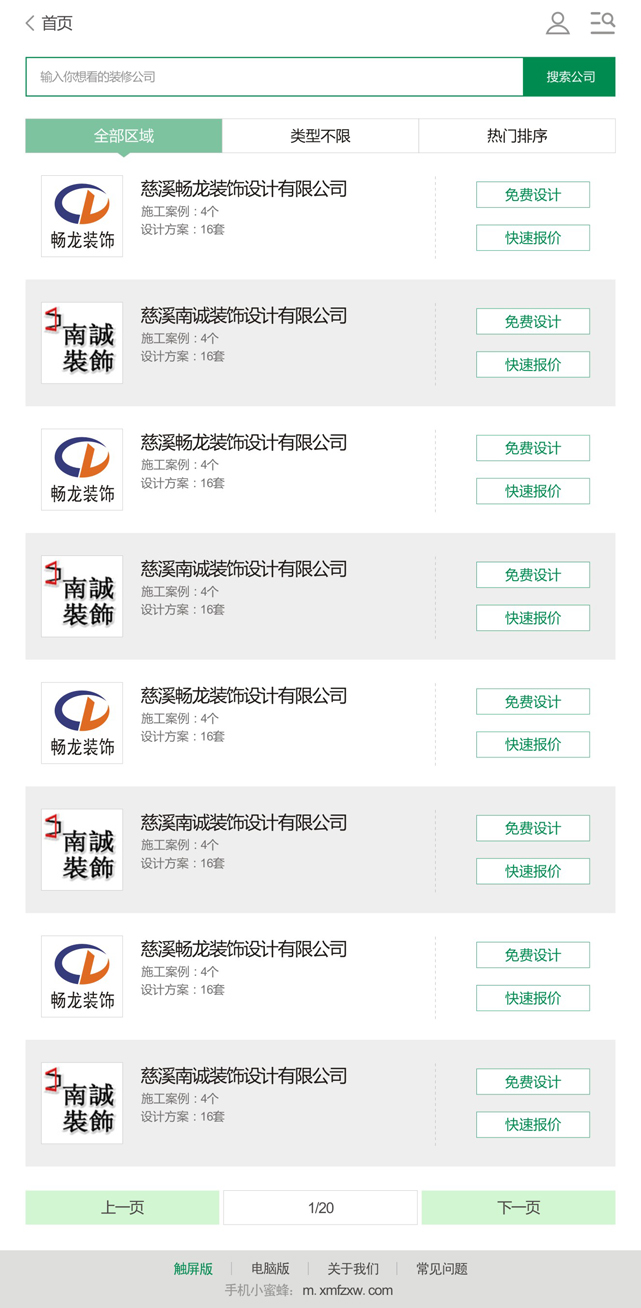 首页
输入你想看的装修公司 搜索公司
全部区域 类型不限 热门排序
畅龙装饰
慈溪畅龙装饰设计有限公司
施工案例：4个
设计方案：16套
免费设计
快速报价
南誠
裝飾
慈溪南诚装饰设计有限公司
施工案例：4个
设计方案：16套
免费设计
快速报价
畅龙装饰
慈溪畅龙装饰设计有限公司
施工案例：4个
设计方案：16套
免费设计
快速报价
南誠
裝飾
慈溪南诚装饰设计有限公司
施工案例：4个
设计方案：16套
免费设计
快速报价
畅龙装饰
慈溪畅龙装饰设计有限公司
施工案例：4个
设计方案：16套
免费设计
快速报价
南誠
裝飾
慈溪南诚装饰设计有限公司
施工案例：4个
设计方案：16套
免费设计
快速报价
畅龙装饰
慈溪畅龙装饰设计有限公司
施工案例：4个
设计方案：16套
免费设计
快速报价
南誠
裝飾
慈溪南诚装饰设计有限公司
施工案例：4个
设计方案：16套
免费设计
快速报价
上一页 1/20 下一页
触屏版 | 电脑版 | 关于我们 | 常见问题
手机小蜜蜂: m. xmfzxw. com